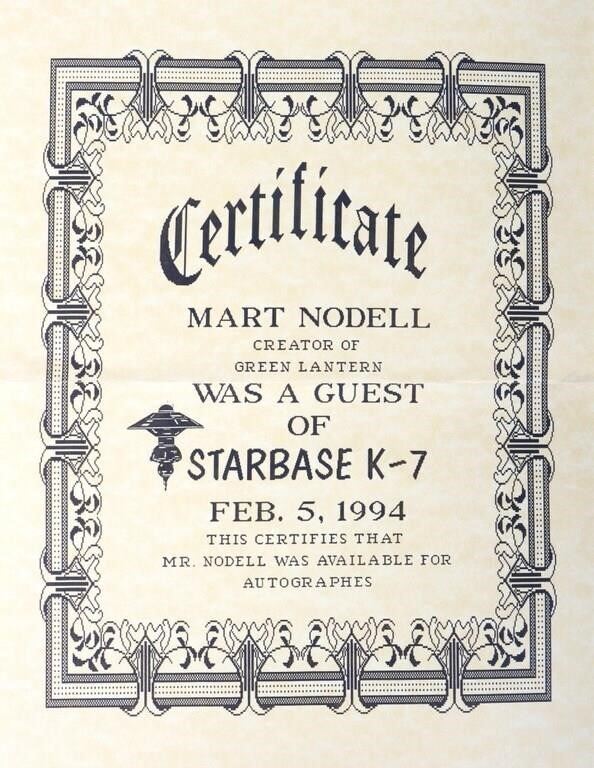 Certificate
MART NODELL
CREATOR OF
GREEN LANTERN
WAS A GUEST
OF
STARBASE K-7
FEB. 5, 1994
THIS CERTIFIES THAT
MR. NODELL WAS AVAILABLE FOR
AUTOGRAPHES